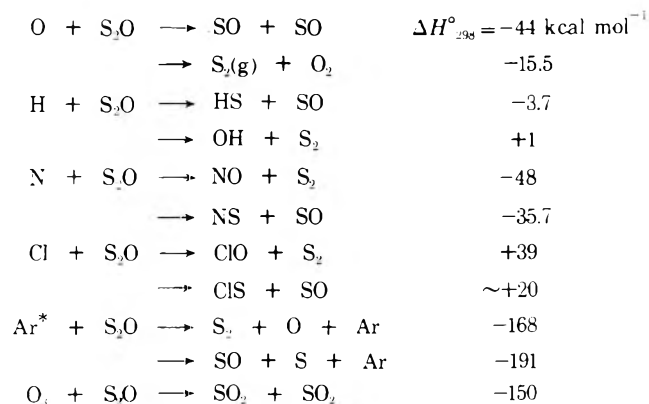 O + S₂O → SO + SO ΔH°₂₉₈ = −44 kcal mol⁻¹
→ S₂(g) + O₂ −15.5
H + S₂O → HS + SO −3.7
→ OH + S₂ +1
N + S₂O → NO + S₂ −48
→ NS + SO −35.7
Cl + S₂O → ClO + S₂ +39
→ ClS + SO ~+20
Ar* + S₂O → S₂ + O + Ar −168
→ SO + S + Ar −191
O₃ + S₂O → SO₂ + SO₂ −150